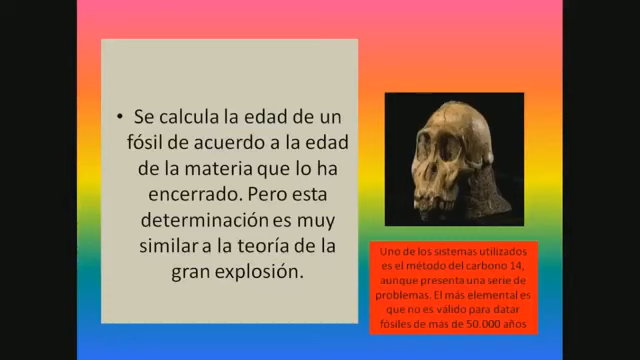 • Se calcula la edad de un
fósil de acuerdo a la edad
de la materia que lo ha
encerrado. Pero esta
determinación es muy
similar a la teoría de la
gran explosión.
Uno de los sistemas utilizados
es el método del carbono 14,
aunque presenta una serie de
problemas. El más elemental es
que no es válido para datar
fósiles de más de 50.000 años